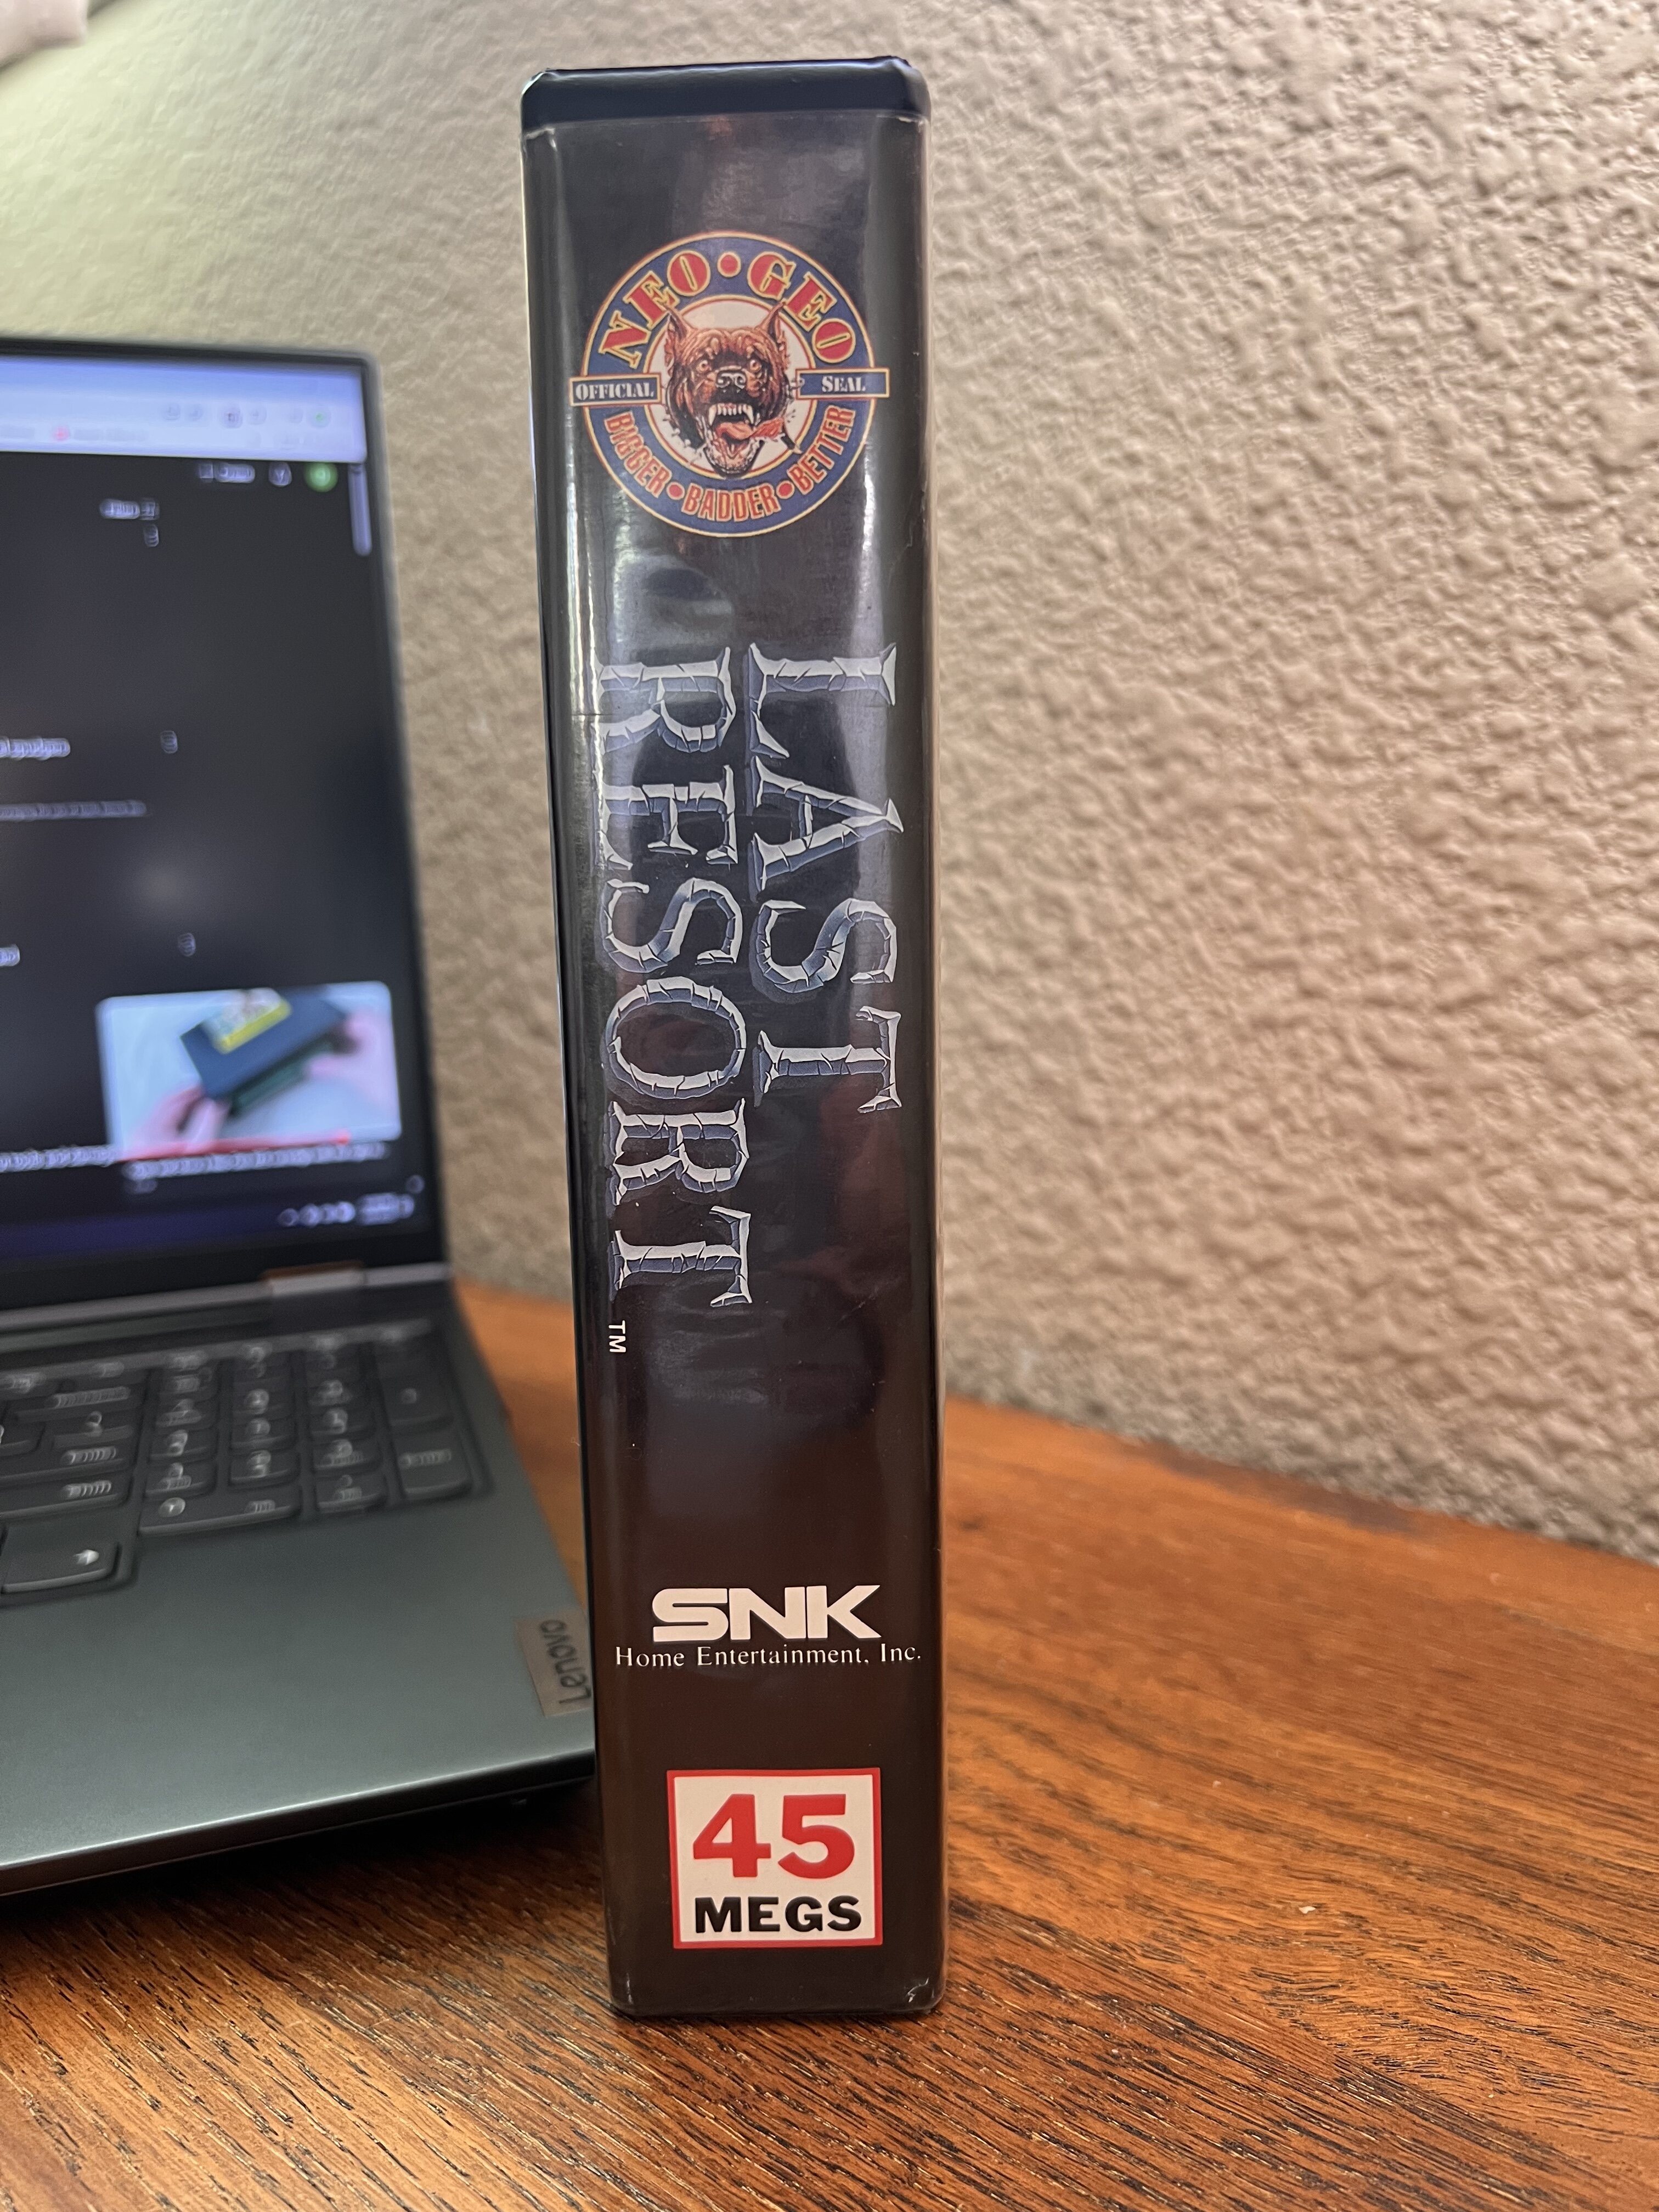 NEO • GEO
OFFICIAL SEAL
BIGGER • BADDER • BETTER
LAST
RESORT
TM
SNK
Home Entertainment, Inc.
45
MEGS
Lenovo